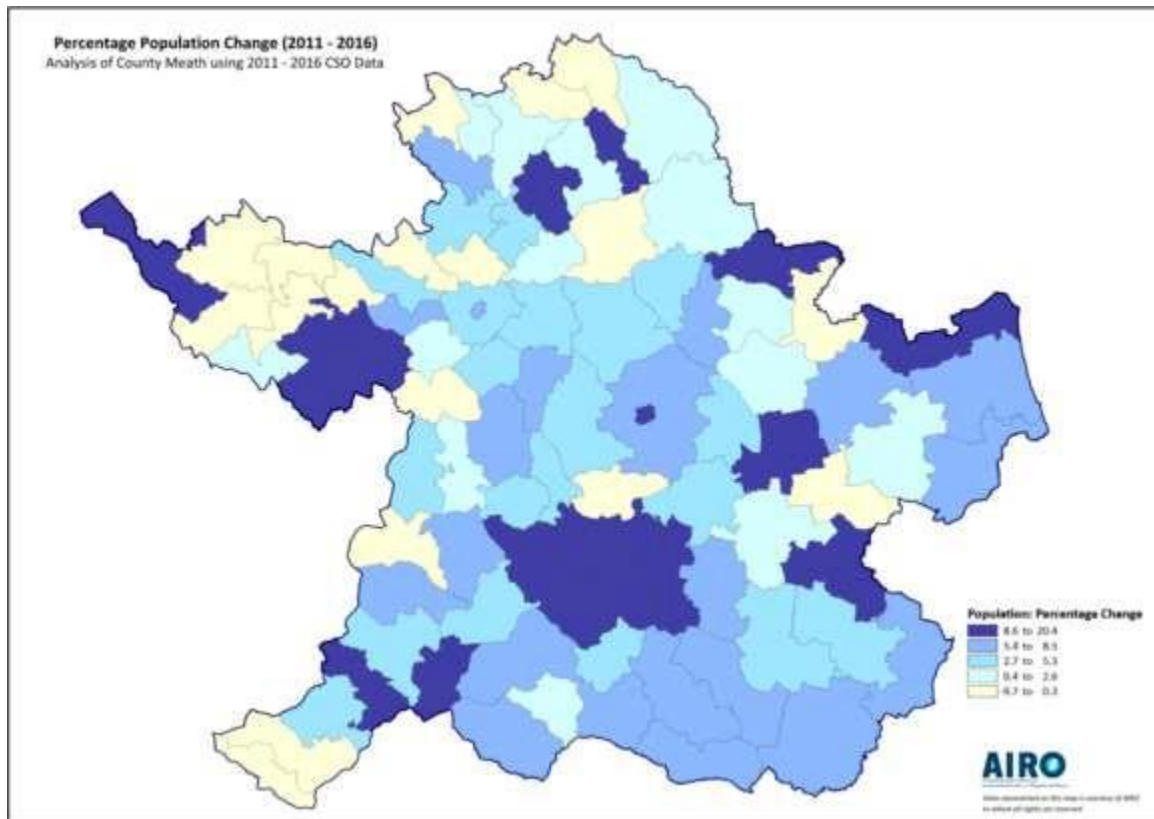 Percentage Population Change (2011 - 2016)
Analysis of County Meath using 2011 - 2016 CSO Data
Population: Percentage Change
8.6 to 20.4
5.4 to 8.5
2.7 to 5.3
0.4 to 2.6
to 0.3
AIRO